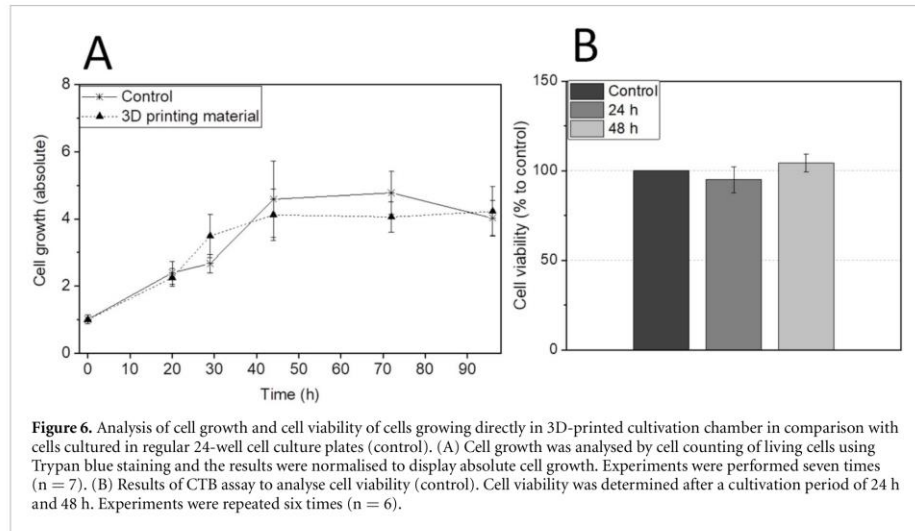 A
8
6
4
2
0
0
10
20
30
40
50
60
70
80
90
Cell growth (absolute)
Time (h)
Control
3D printing material
B
150
100
50
0
Cell viability (% to control)
Control
24 h
48 h
Figure 6. Analysis of cell growth and cell viability of cells growing directly in 3D-printed cultivation chamber in comparison with
cells cultured in regular 24-well cell culture plates (control). (A) Cell growth was analysed by cell counting of living cells using
Trypan blue staining and the results were normalised to display absolute cell growth. Experiments were performed seven times
(n = 7). (B) Results of CTB assay to analyse cell viability (control). Cell viability was determined after a cultivation period of 24 h
and 48 h. Experiments were repeated six times (n = 6).